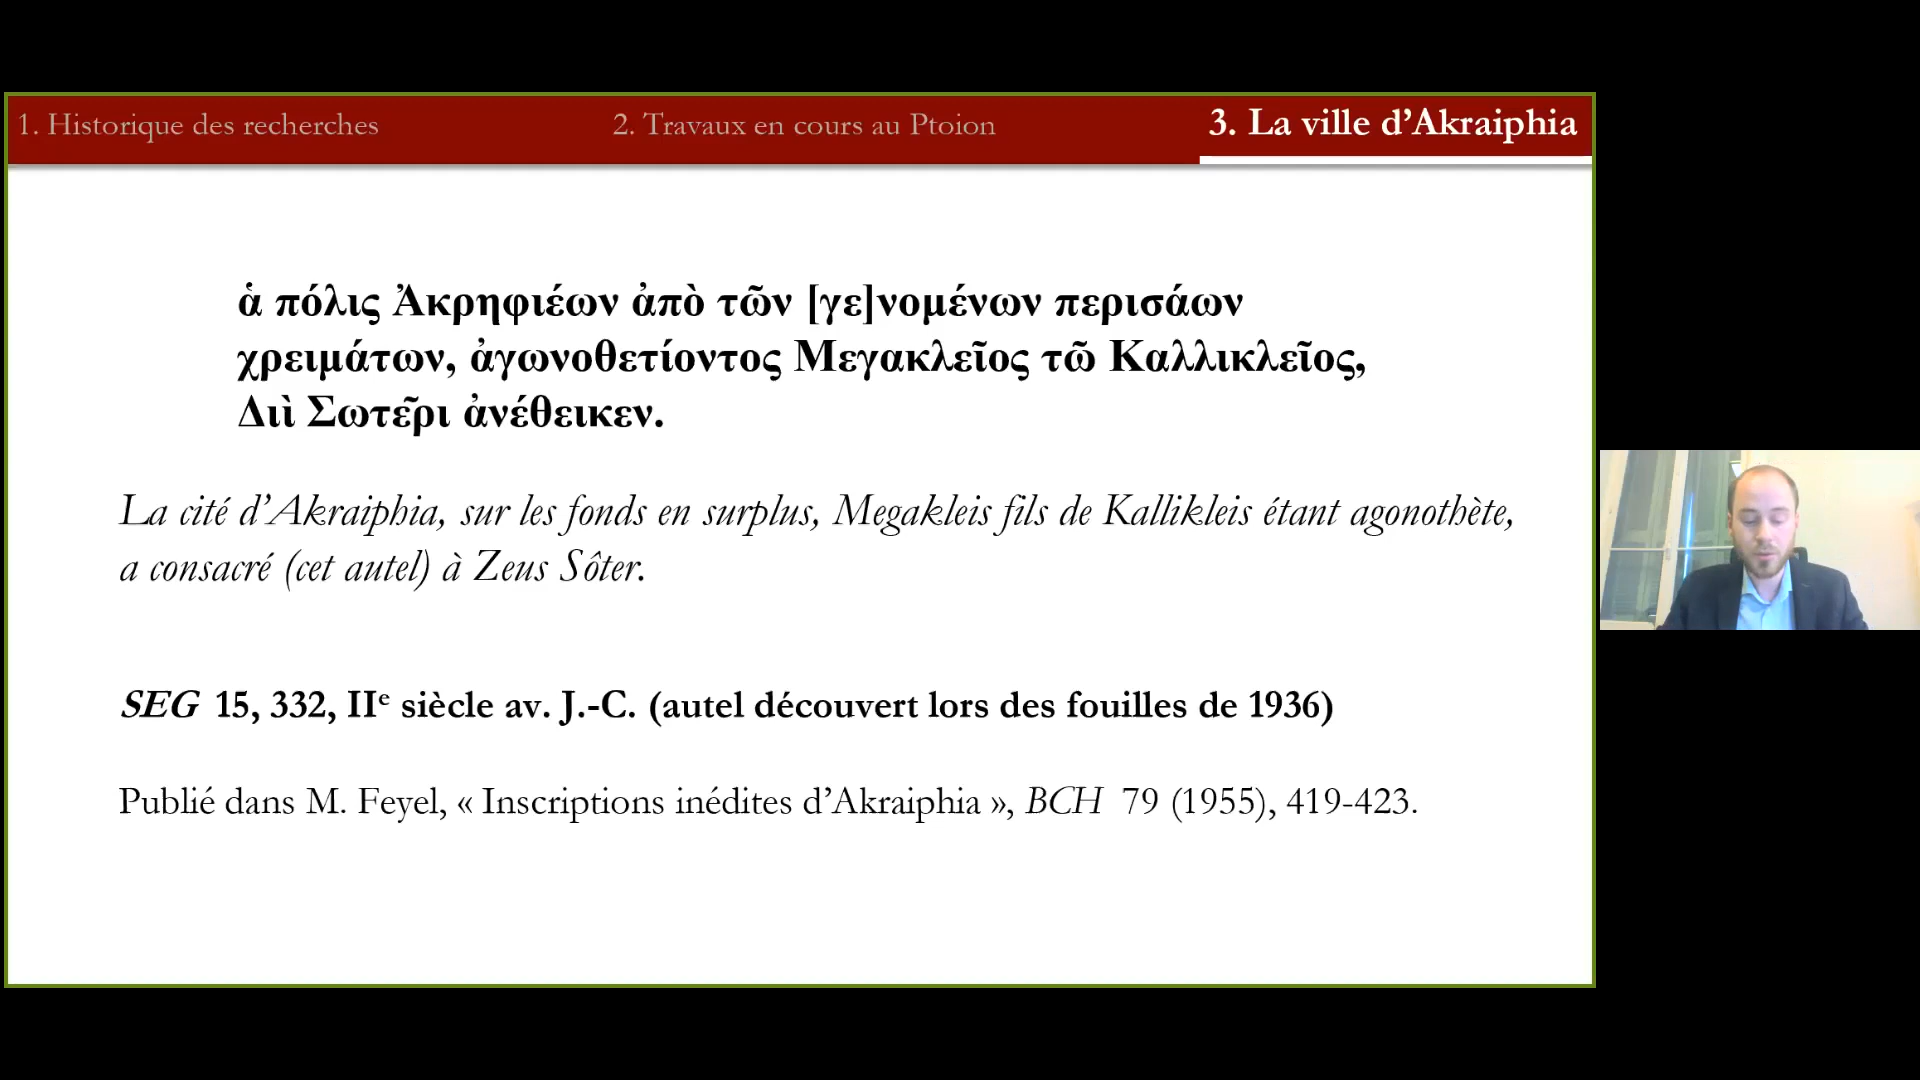 1. Historique des recherches
2. Travaux en cours au Ptoion
3. La ville d’Akraiphia
ἁ πόλις Ἀκρηφιέων ἀπὸ τῶν [γε]νομένων περισάων
χρειμάτων, ἀγωνοθετίοντος Μεγακλεῖος τῶ Καλλικλεῖος,
Διὶ Σωτε͂ρι ἀνέθεικεν.
La cité d’Akraiphia, sur les fonds en surplus, Megakleis fils de Kallikleis étant agonothète,
a consacré (cet autel) à Zeus Sôter.
SEG 15, 332, IIe siècle av. J.-C. (autel découvert lors des fouilles de 1936)
Publié dans M. Feyel, « Inscriptions inédites d’Akraiphia », BCH 79 (1955), 419-423.